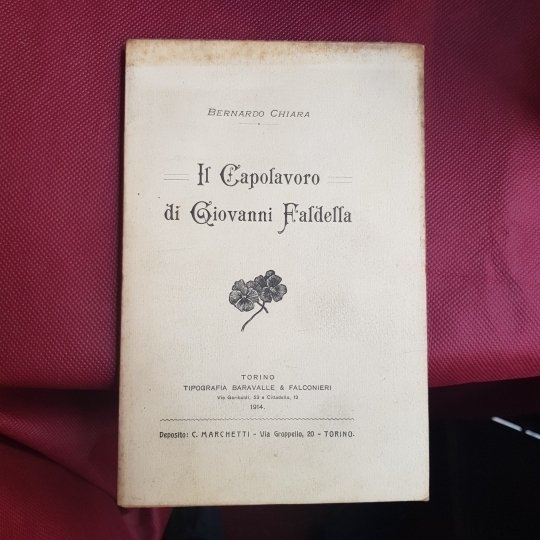 BERNARDO CHIARA
Il Capolavoro
di Giovanni Faldella
TORINO
TIPOGRAFIA BARAVALLE & FALCONIERI
Via Garibaldi, 53 e Cittadella, 13
1914.
Deposito: C. MARCHETTI - Via Groppello, 20 - TORINO.